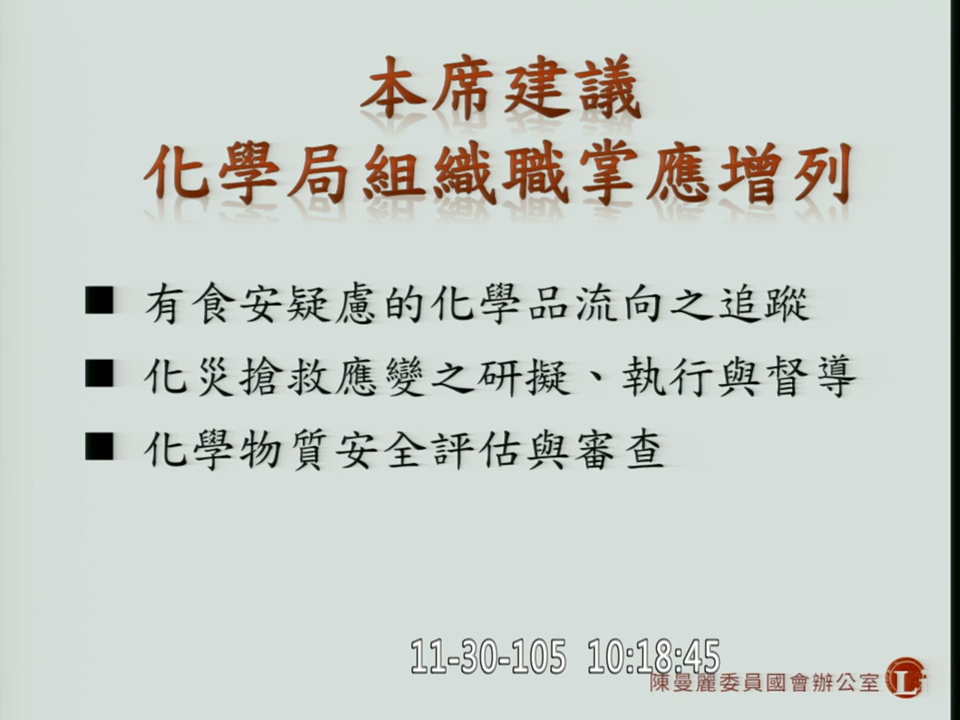 本席建議
化學局組織職掌應增列
■ 有食安疑慮的化學品流向之追蹤
■ 化災搶救應變之研擬、執行與督導
■ 化學物質安全評估與審查
11-30-105 10:18:45
陳曼麗委員國會辦公室
L